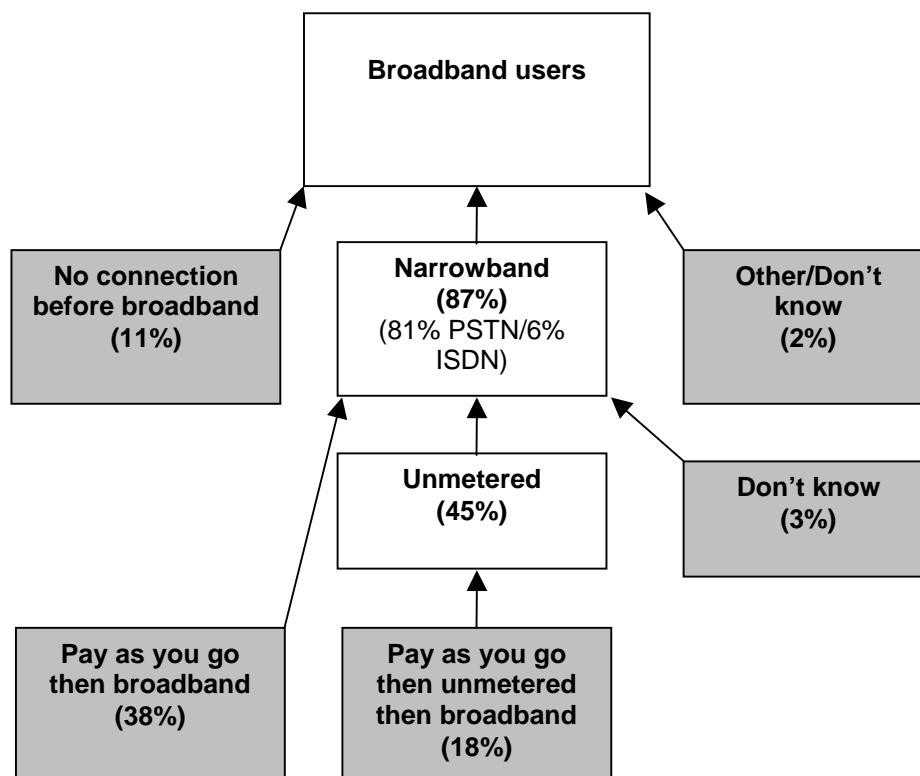 Broadband users
No connection
before broadband
(11%)
Narrowband
(87%)
(81% PSTN/6%
ISDN)
Other/Don’t
know
(2%)
Unmetered
(45%)
Don’t know
(3%)
Pay as you go
then broadband
(38%)
Pay as you go
then unmetered
then broadband
(18%)